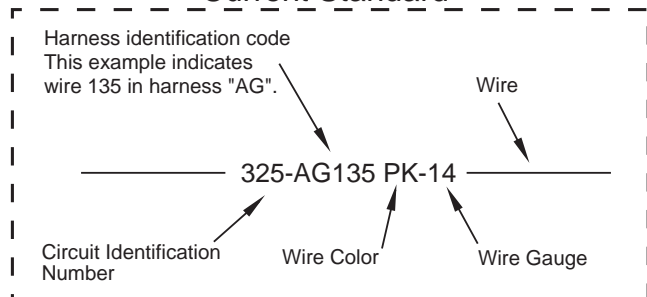 Current Standard
Harness identification code
This example indicates
wire 135 in harness "AG".
Wire
325-AG135 PK-14
Circuit Identification
Number
Wire Color
Wire Gauge